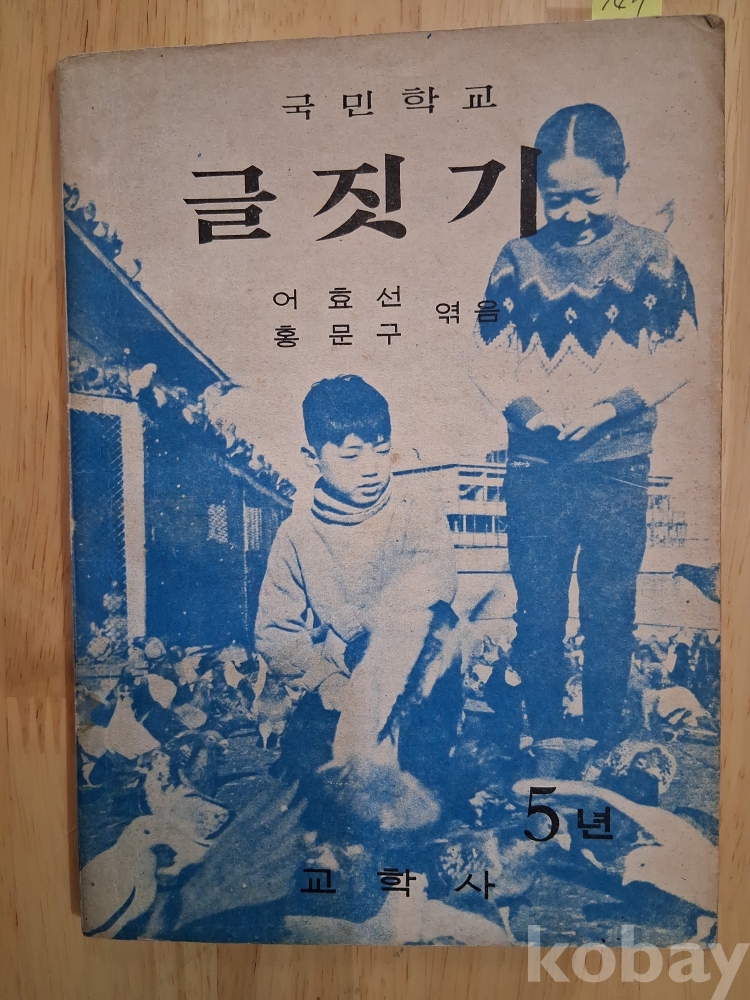 국민학교
글짓기
어효선
홍문구 엮음
5년
교학사
kobay